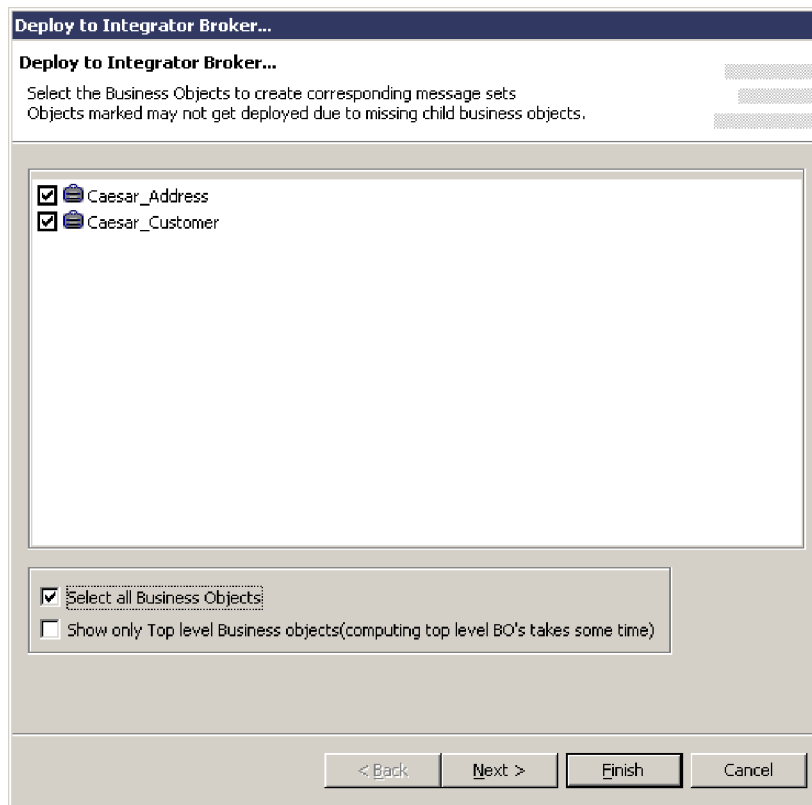 Deploy to Integrator Broker...
Deploy to Integrator Broker...
Select the Business Objects to create corresponding message sets
Objects marked may not get deployed due to missing child business objects.
Caesar_Address
Caesar_Customer
Select all Business Objects
Show only Top level Business objects(computing top level BO's takes some time)
< Back Next > Finish Cancel